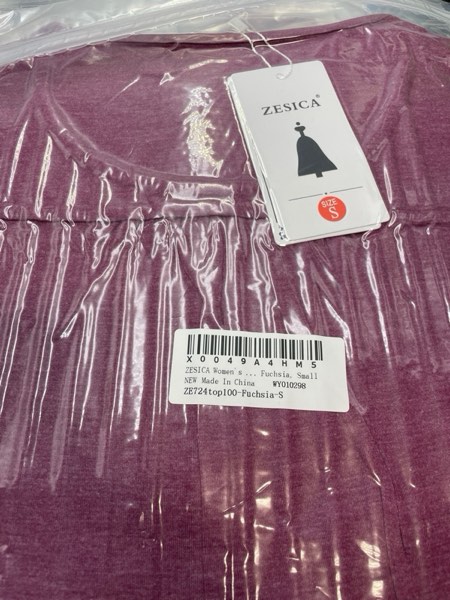 ZESICA®
SIZE
S
X0049A4HM5
ZESICA Women's ... Fuchsia, Small
NEW Made In China WY010298
ZE724top100-Fuchsia-S